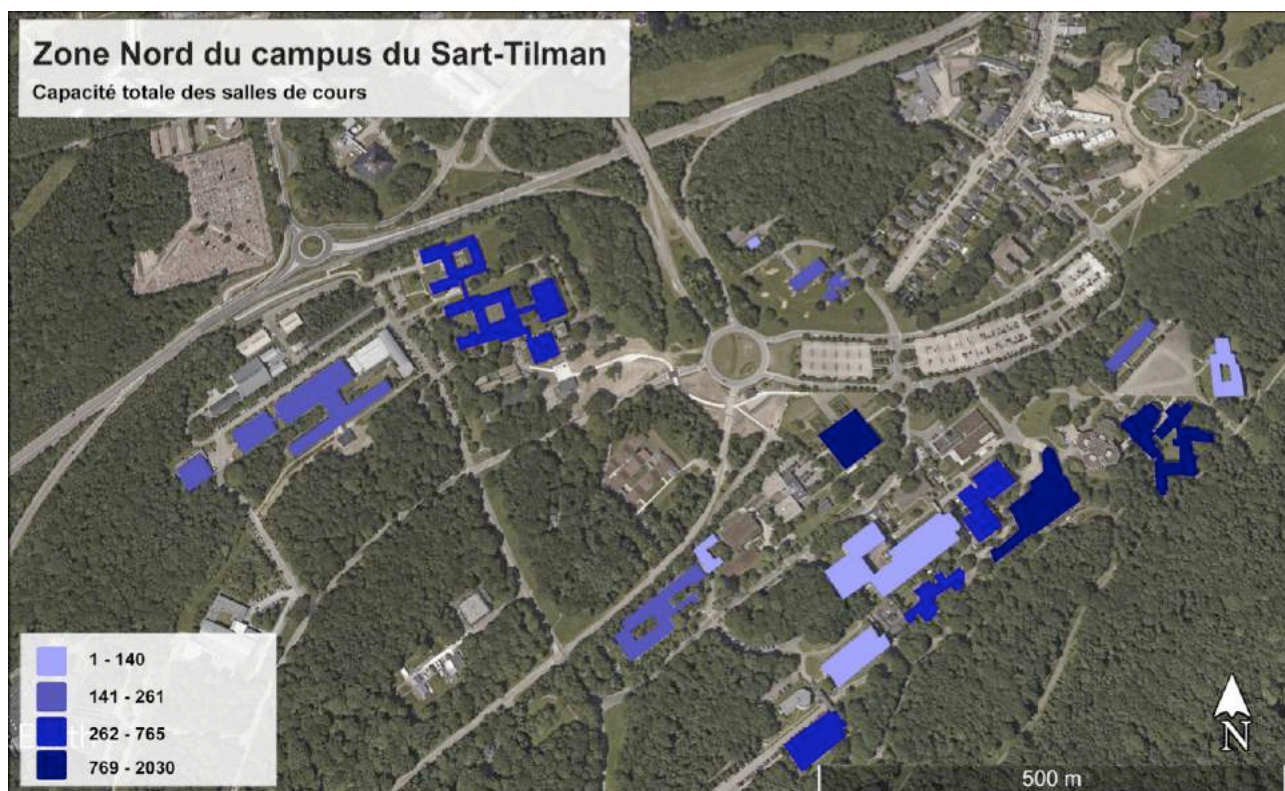 Zone Nord du campus du Sart-Tilman
Capacité totale des salles de cours
1 - 140
141 - 261
262 - 765
769 - 2030
N
500 m